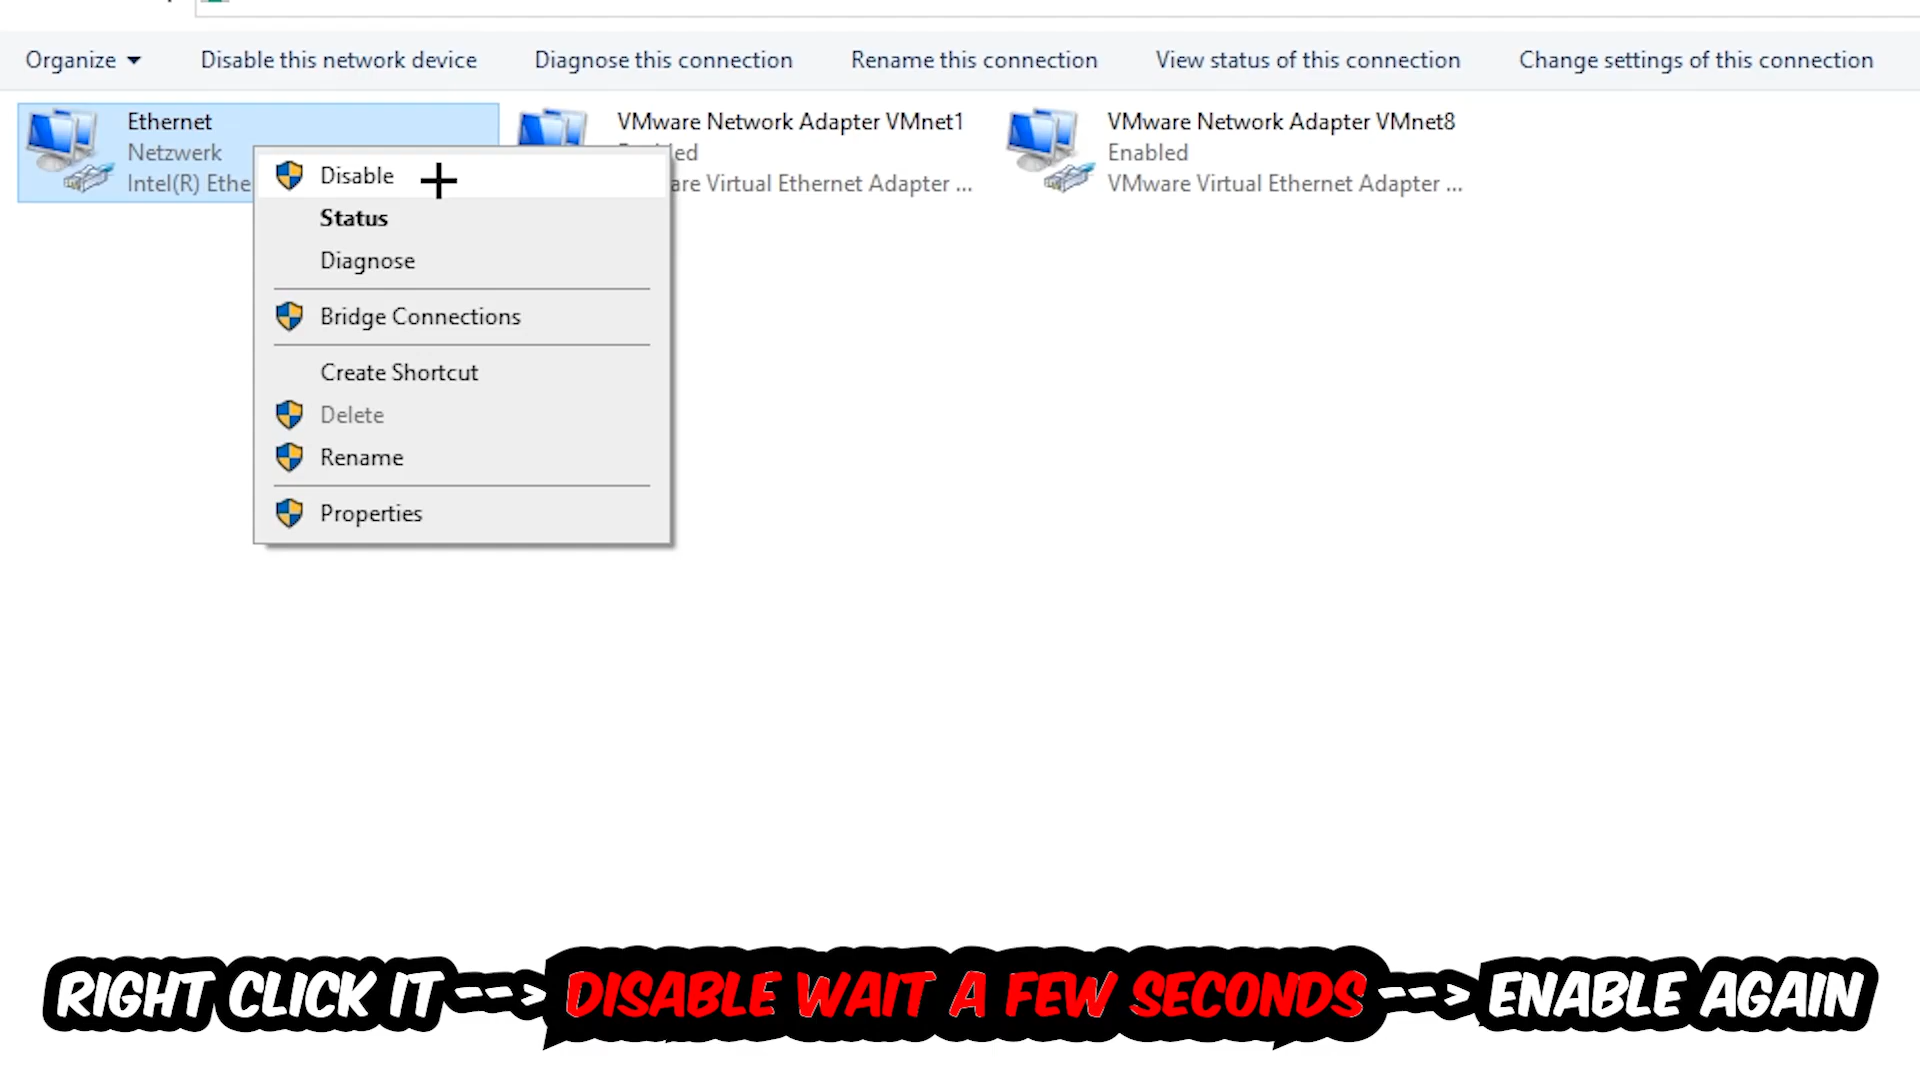 Organize Disable this network device Diagnose this connection Rename this connection View status of this connection Change settings of this connection
Ethernet
Netzwerk
Intel(R) Ethe
VMware Network Adapter VMnet1
are Virtual Ethernet Adapter ...
VMware Network Adapter VMnet8
Enabled
VMware Virtual Ethernet Adapter ...
Disable
Status
Diagnose
Bridge Connections
Create Shortcut
Delete
Rename
Properties
RIGHT CLICK IT --> DISABLE WAIT A FEW SECONDS --> ENABLE AGAIN